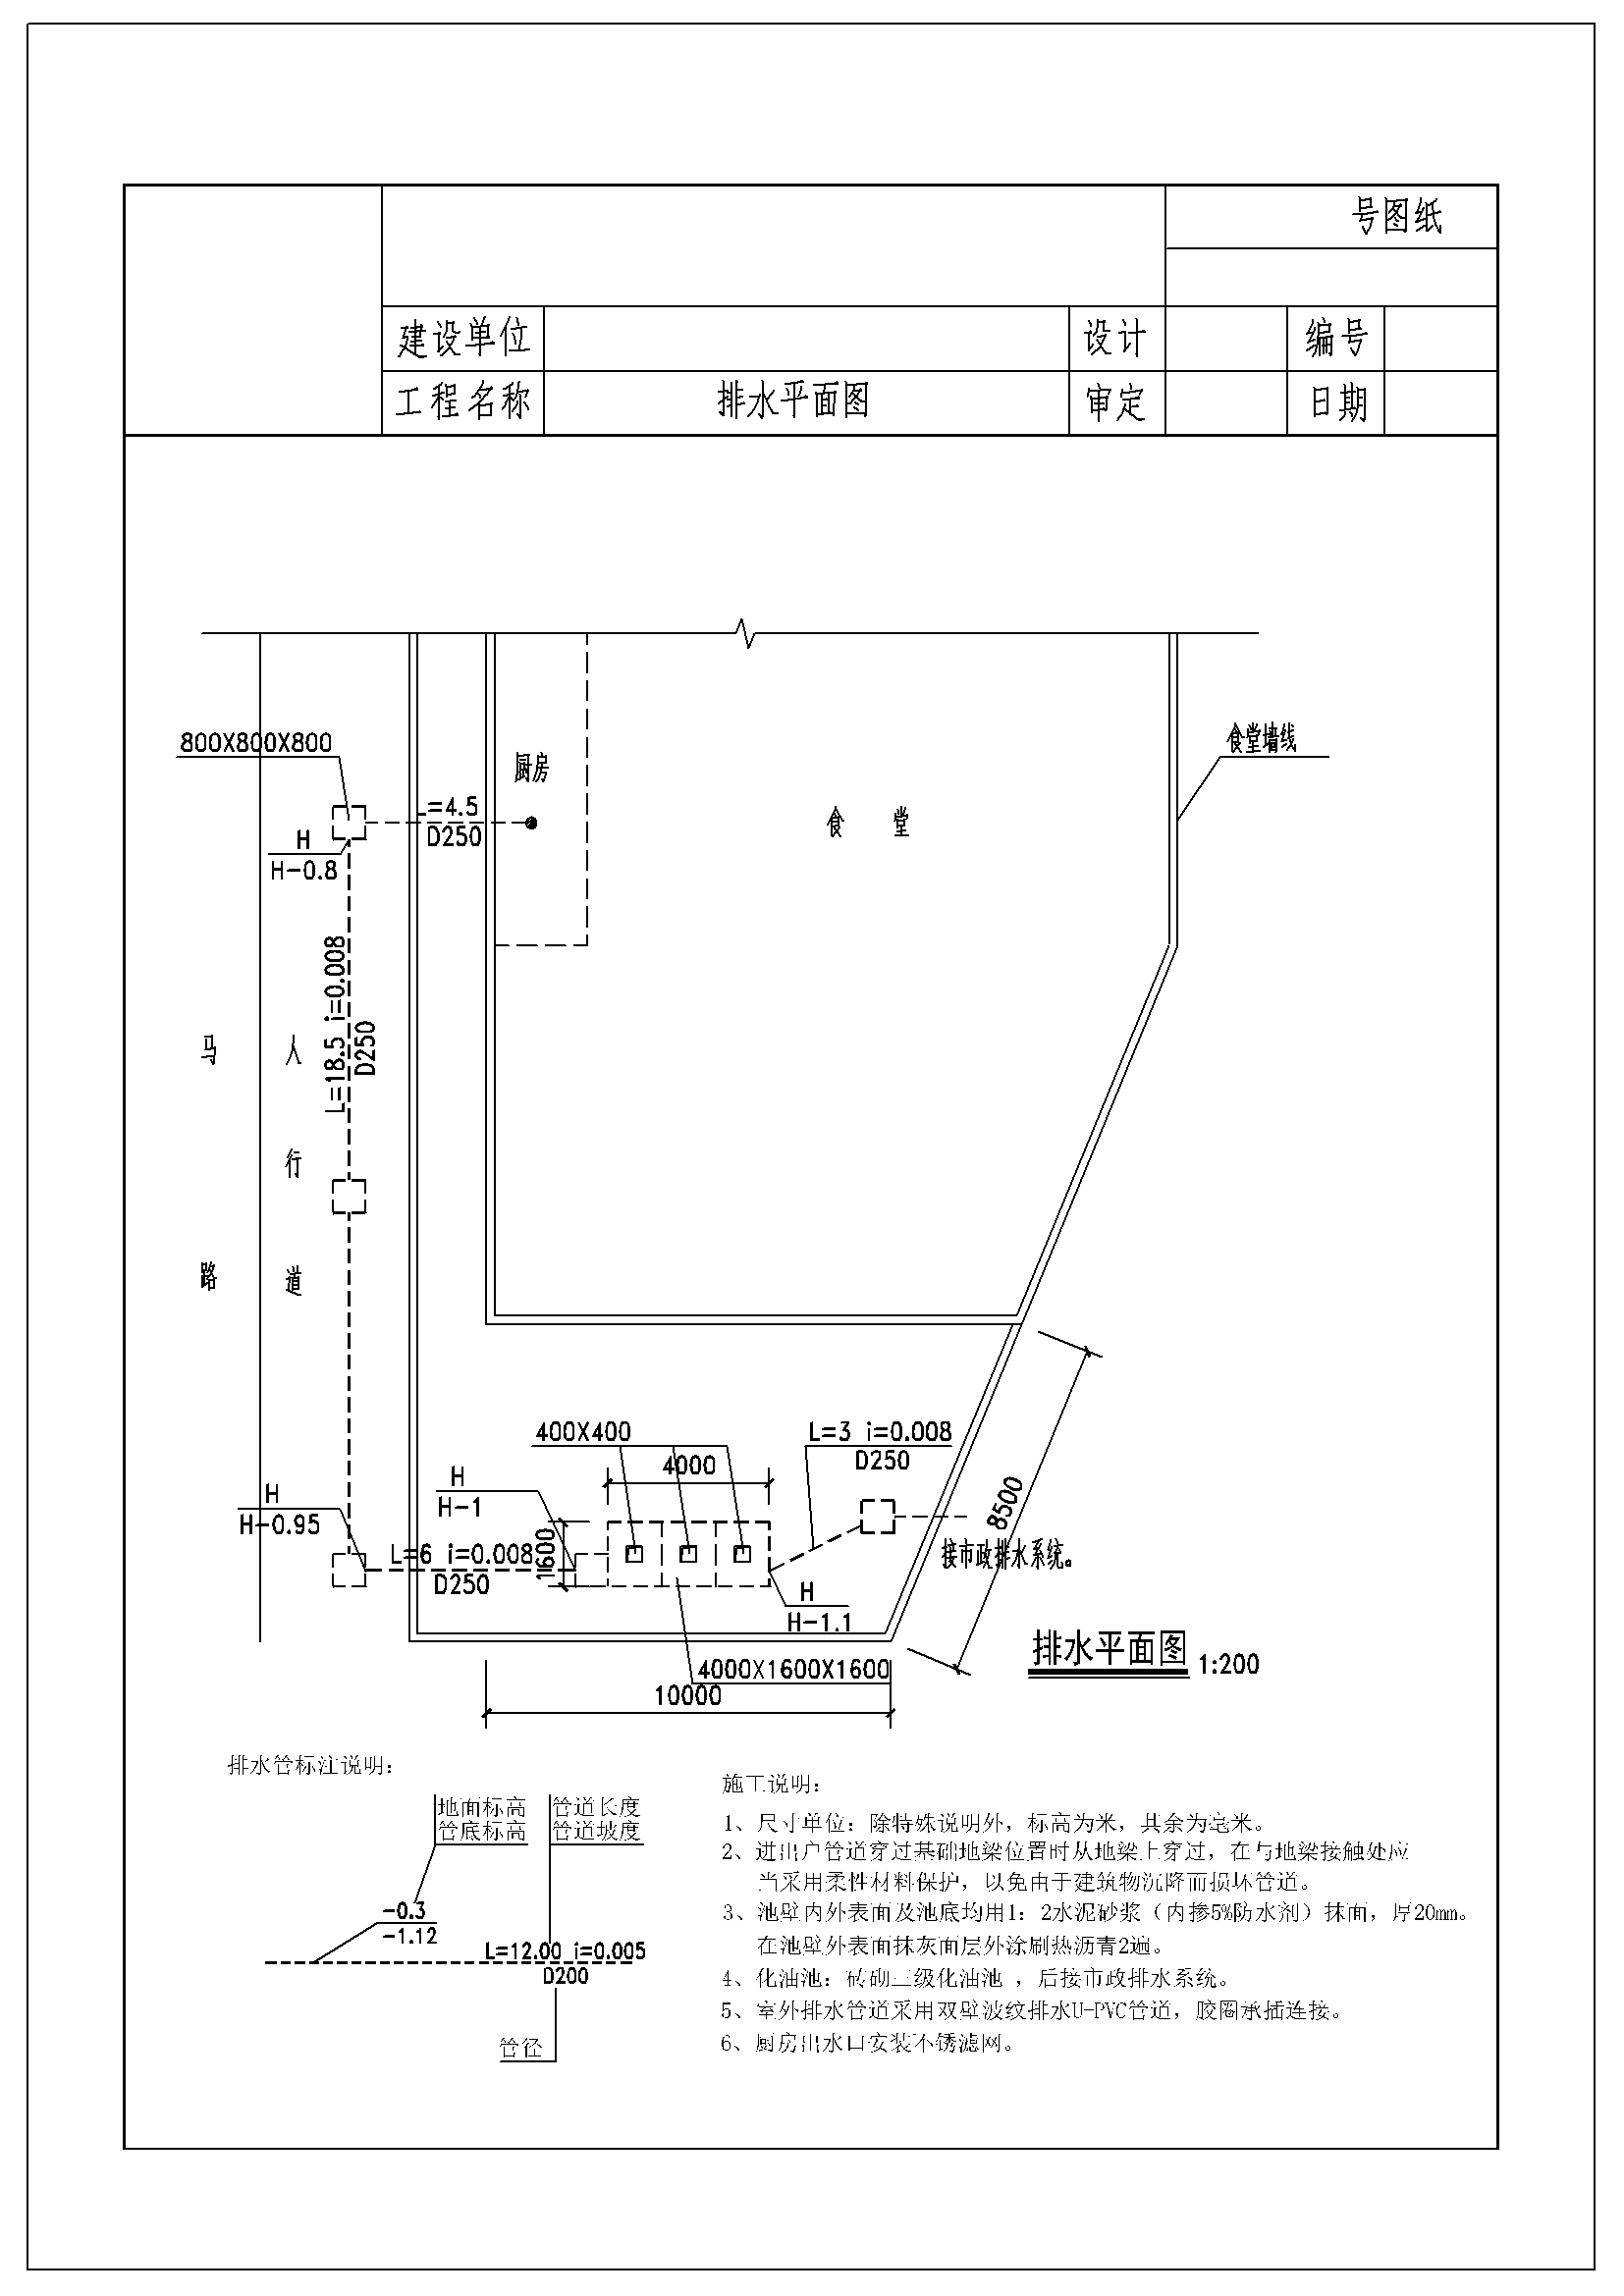 号图纸
建设单位
设计
编号
工程名称
排水平面图
审定
日期
800X800X800
厨房
食堂墙线
L=4.5
D250
食 堂
H
H-0.8
L=18.5 i=0.008
D250
马
路
人
行
道
400X400
4000
L=3 i=0.008
D250
H
H-1
8500
H
H-0.95
L=6 i=0.008
D250
1600
接市政排水系统。
H
H-1.1
4000X1600X1600
10000
排水平面图 1:200
排水管标注说明：
地面标高
管底标高
管道长度
管道坡度
-0.3
-1.12
L=12.00 i=0.005
D200
管径
施工说明：
1、尺寸单位：除特殊说明外，标高为米，其余为毫米。
2、进出户管道穿过基础地梁位置时从地梁上穿过，在与地梁接触处应
当采用柔性材料保护，以免由于建筑物沉降而损坏管道。
3、池壁内外表面及池底均用1：2水泥砂浆（内掺5%防水剂）抹面，厚20mm。
在池壁外表面抹灰面层外涂刷热沥青2遍。
4、化油池：砖砌三级化油池 ，后接市政排水系统。
5、室外排水管道采用双壁波纹排水U-PVC管道，胶圈承插连接。
6、厨房出水口安装不锈滤网。